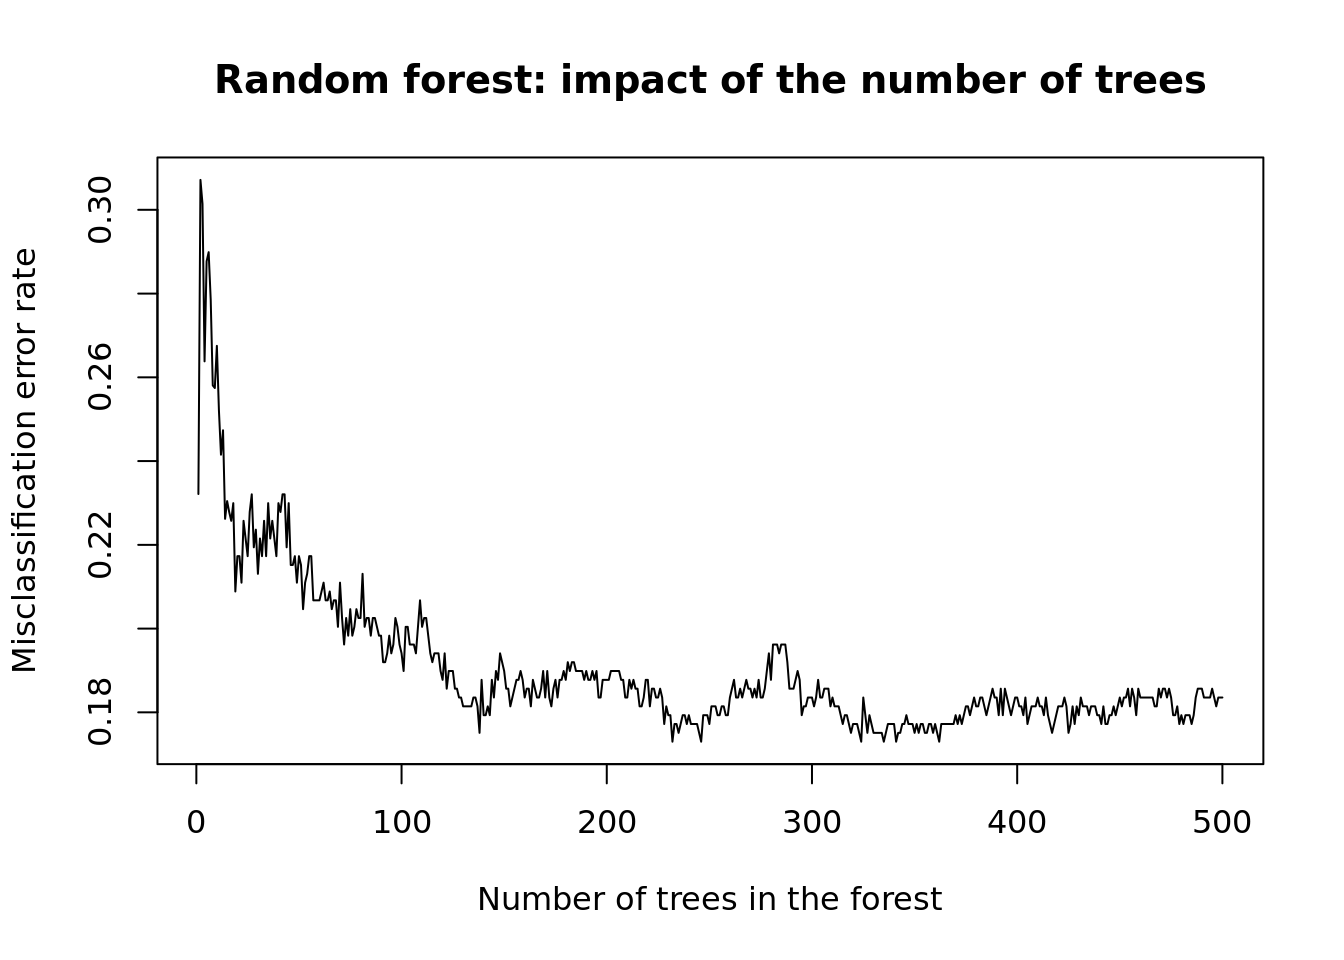 Random forest: impact of the number of trees
Misclassification error rate
0.30
0.26
0.22
0.18
0 100 200 300 400 500
Number of trees in the forest